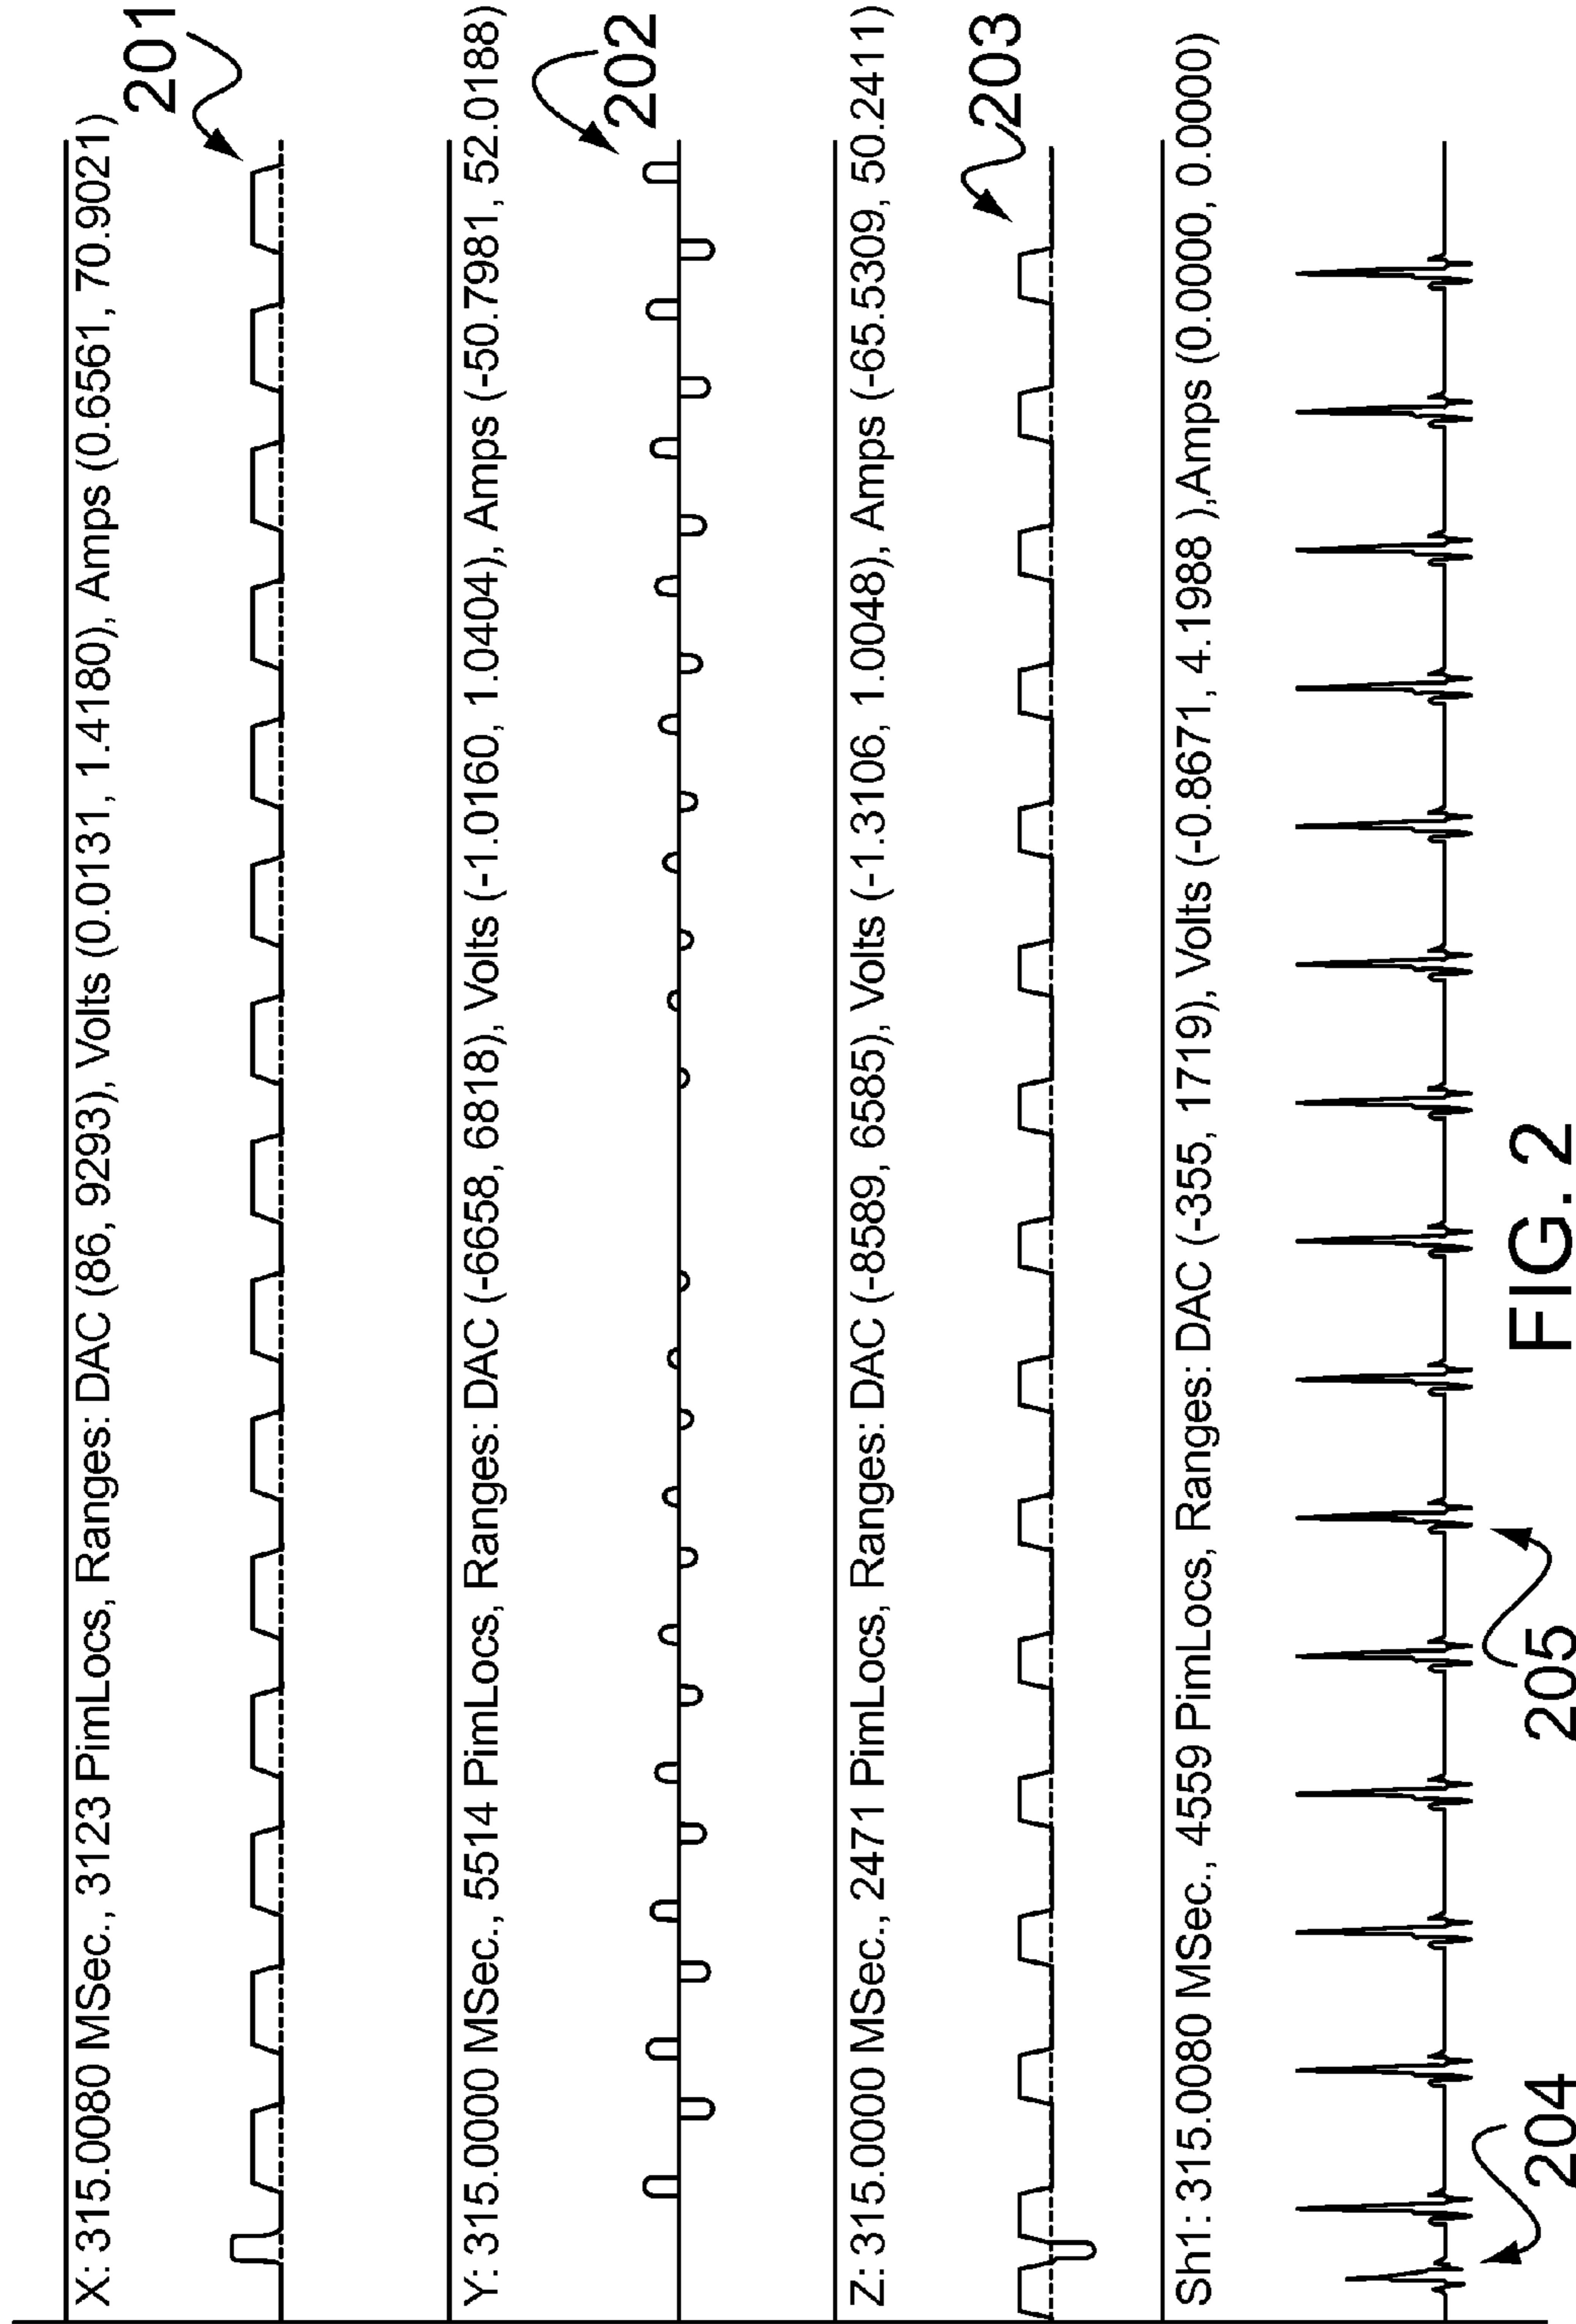 X: 315.0080 MSec., 3123 PimLocs, Ranges: DAC (86, 9293), Volts (0.0131, 1.4180), Amps (0.6561, 70.9021)
201
Y: 315.0000 MSec., 5514 PimLocs, Ranges: DAC (-6658, 6818), Volts (-1.0160, 1.0404), Amps (-50.7981, 52.0188)
202
Z: 315.0000 MSec., 2471 PimLocs, Ranges: DAC (-8589, 6585), Volts (-1.3106, 1.0048), Amps (-65.5309, 50.2411)
203
Sh1: 315.0080 MSec., 4559 PimLocs, Ranges: DAC (-355, 1719), Volts (-0.8671, 4.1988 ),Amps (0.0000, 0.0000)
204
205
FIG. 2